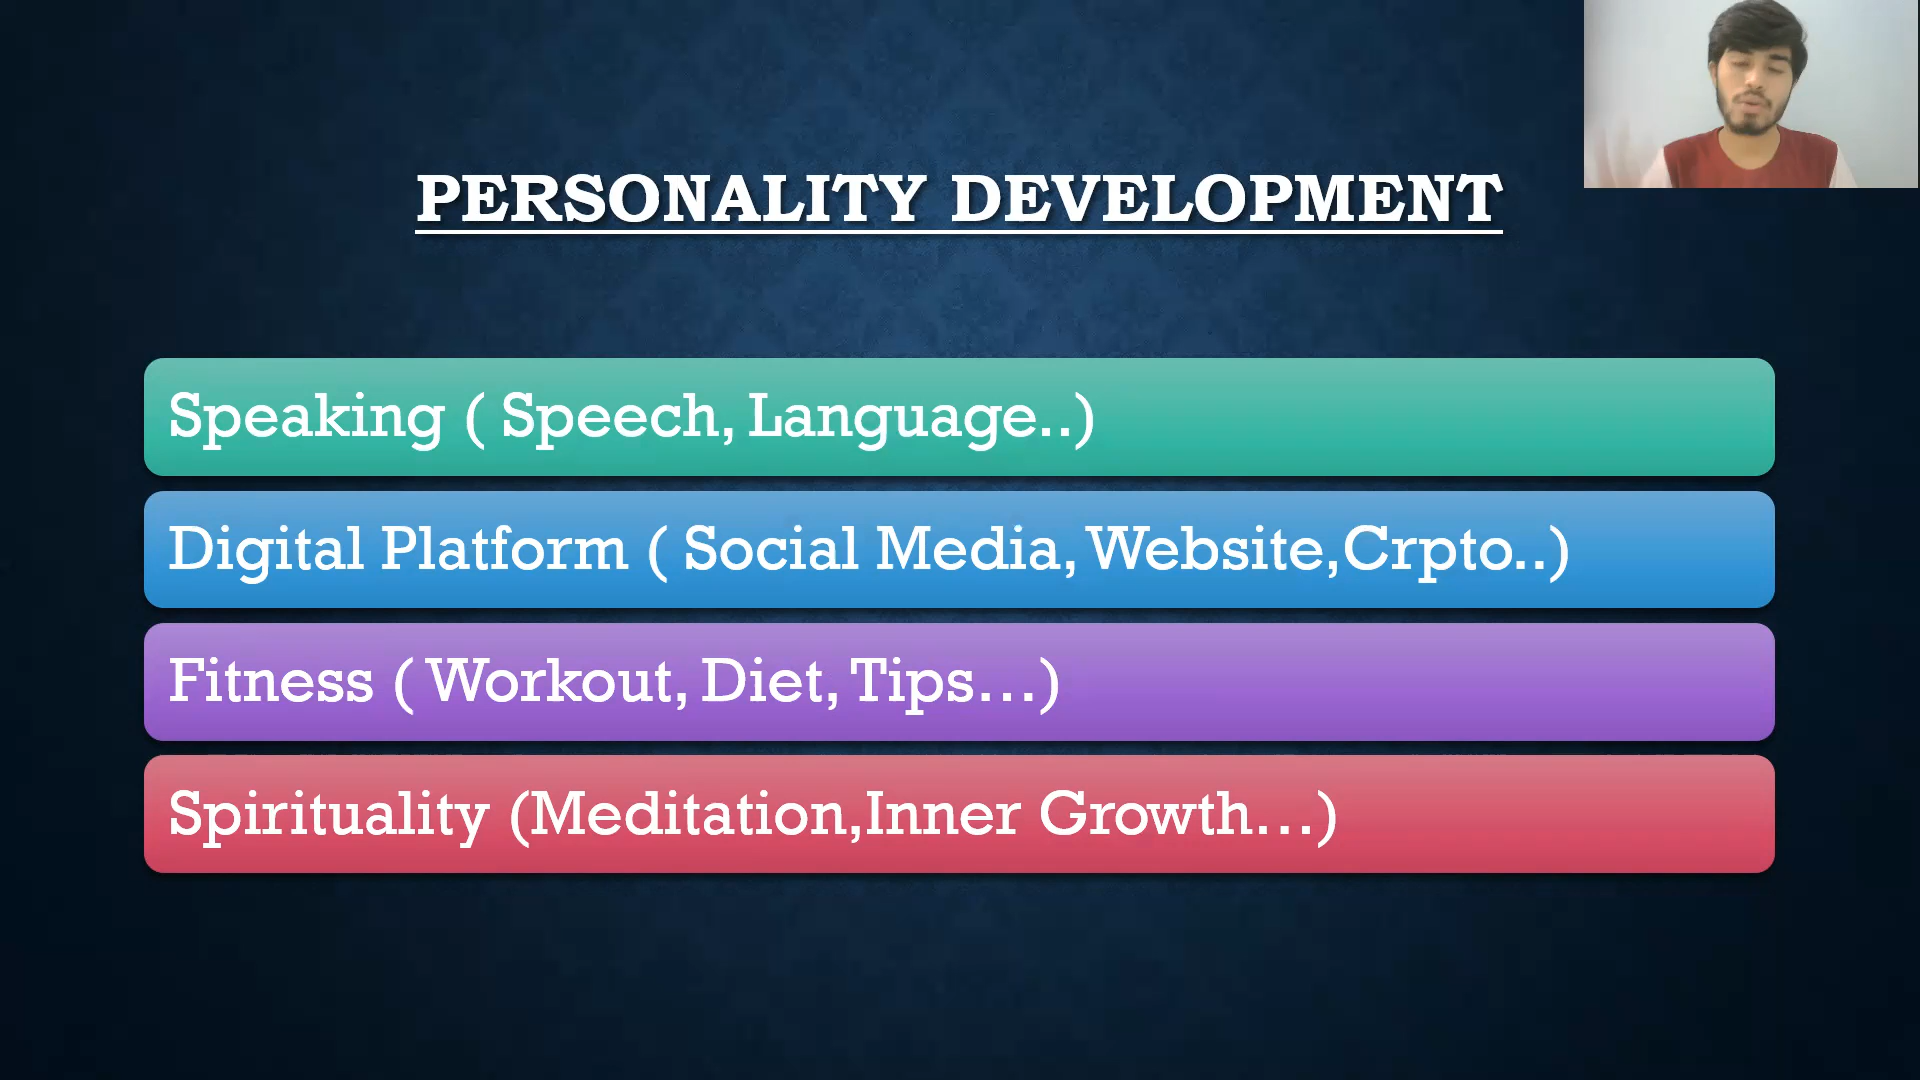 PERSONALITY DEVELOPMENT
Speaking ( Speech, Language..)
Digital Platform ( Social Media, Website,Crpto..)
Fitness ( Workout, Diet, Tips...)
Spirituality (Meditation,Inner Growth...)